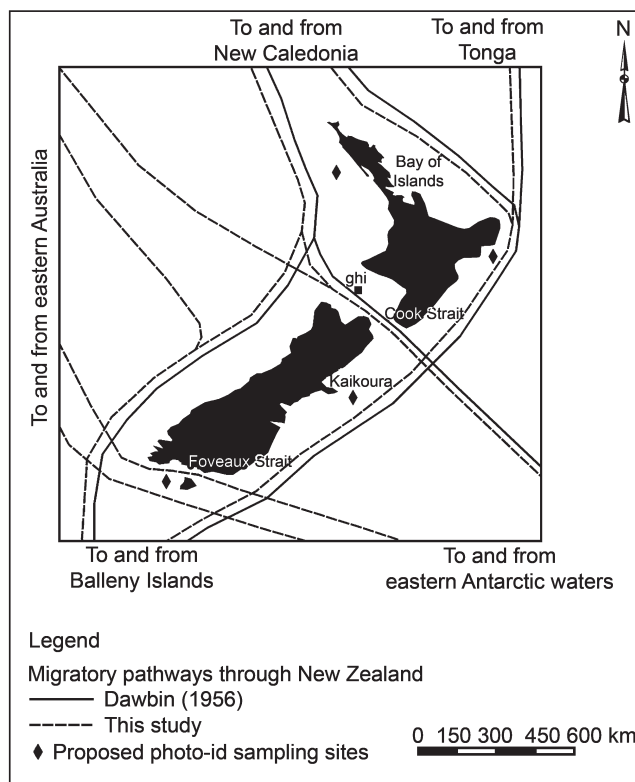 To and from
New Caledonia
To and from
Tonga
N
To and from eastern Australia
Bay of
Islands
ghi
Cook Strait
Kaikoura
Foveaux Strait
To and from
Balleny Islands
To and from
eastern Antarctic waters
Legend
Migratory pathways through New Zealand
Dawbin (1956)
This study
Proposed photo-id sampling sites
0 150 300 450 600 km